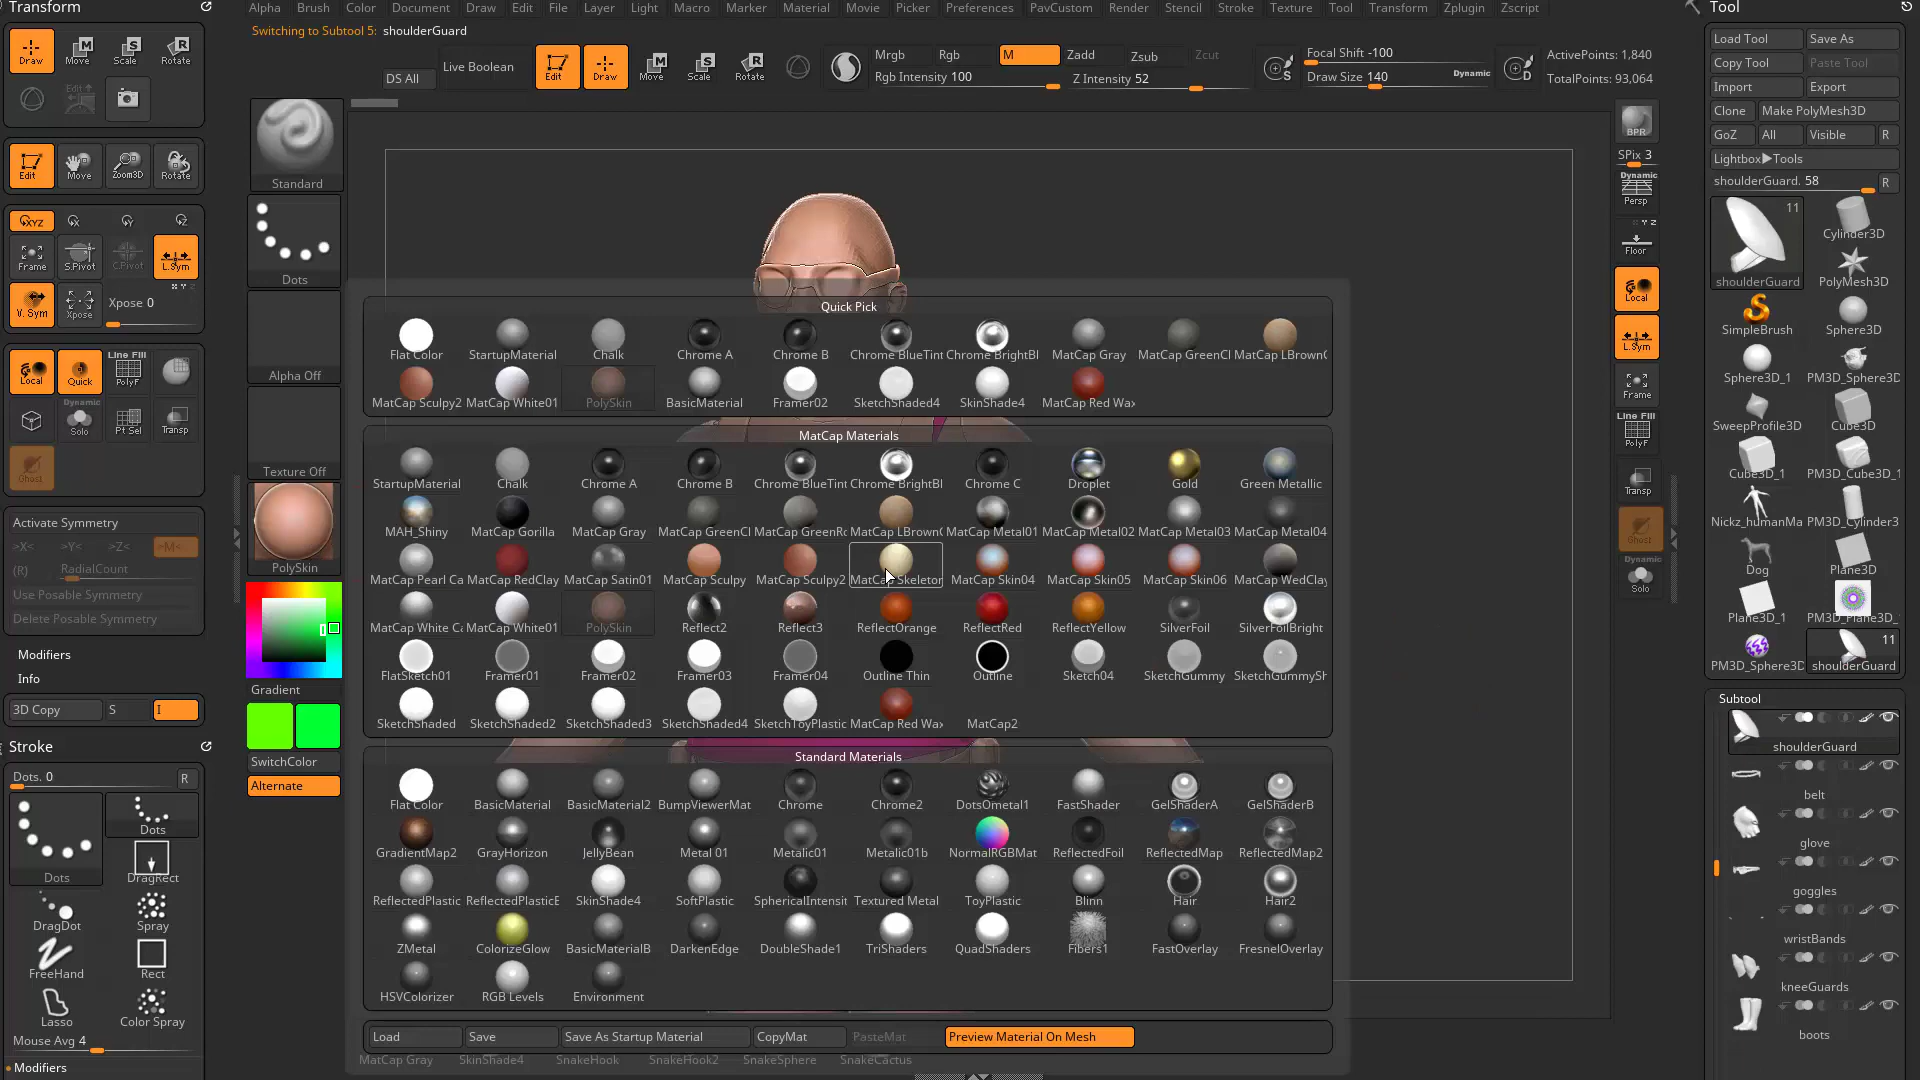 Transform
Alpha Brush Color Document Draw Edit File Layer Light Macro Marker Material Movie Picker Preferences PavCustom Render Stencil Stroke Texture Tool Transform Zplugin Zscript
Tool
Switching to Subtool 5: shoulderGuard
Draw Move Scale Rotate
DS All Live Boolean Edit Draw Move Scale Rotate
Mrgb Rgb M Zadd Zsub Zcut
Rgb Intensity 100 Z Intensity 52
Focal Shift -100
Draw Size 140 Dynamic
ActivePoints: 1,840
TotalPoints: 93,064
Load Tool Save As
Copy Tool Paste Tool
Import Export
Clone Make PolyMesh3D
GoZ All Visible R
Lightbox▶Tools
shoulderGuard. 58 R
Edit Move Zoom3D Rotate
XYZ X Y Z
Frame S.Pivot C.Pivot L.Sym
V. Sym Xpose Xpose 0
Local Quick Line Fill PolyF
Dynamic Solo Pt Sel Transp
Ghost
Activate Symmetry
>X< >Y< >Z< >M<
(R) RadialCount
Use Posable Symmetry
Delete Posable Symmetry
Modifiers
Info
3D Copy S I
Stroke
Dots. 0 R
Dots Dots
DragRect
DragDot Spray
FreeHand Rect
Lasso Color Spray
Mouse Avg 4
Modifiers
Standard
Dots
Alpha Off
Texture Off
PolySkin
Gradient
SwitchColor
Alternate
Quick Pick
Flat Color StartupMaterial Chalk Chrome A Chrome B Chrome BlueTint Chrome BrightBl MatCap Gray MatCap GreenCl MatCap LBrownC
MatCap Sculpy2 MatCap White01 PolySkin BasicMaterial Framer02 SketchShaded4 SkinShade4 MatCap Red Wax
MatCap Materials
StartupMaterial Chalk Chrome A Chrome B Chrome BlueTint Chrome BrightBl Chrome C Droplet Gold Green Metallic
MAH_Shiny MatCap Gorilla MatCap Gray MatCap GreenCl MatCap GreenRo MatCap LBrownC MatCap Metal01 MatCap Metal02 MatCap Metal03 MatCap Metal04
MatCap Pearl Ca MatCap RedClay MatCap Satin01 MatCap Sculpy MatCap Sculpy2 MatCap Skeleton MatCap Skin04 MatCap Skin05 MatCap Skin06 MatCap WedClay
MatCap White Ca MatCap White01 PolySkin Reflect2 Reflect3 ReflectOrange ReflectRed ReflectYellow SilverFoil SilverFoilBright
FlatSketch01 Framer01 Framer02 Framer03 Framer04 Outline Thin Outline Sketch04 SketchGummy SketchGummySh
SketchShaded SketchShaded2 SketchShaded3 SketchShaded4 SketchToyPlastic MatCap Red Wax MatCap2
Standard Materials
Flat Color BasicMaterial BasicMaterial2 BumpViewerMat Chrome Chrome2 DotsOmetal1 FastShader GelShaderA GelShaderB
GradientMap2 GrayHorizon JellyBean Metal 01 Metalic01 Metalic01b NormalRGBMat ReflectedFoil ReflectedMap ReflectedMap2
ReflectedPlastic ReflectedPlasticE SkinShade4 SoftPlastic SphericalIntensit Textured Metal ToyPlastic Blinn Hair Hair2
ZMetal ColorizeGlow BasicMaterialB DarkenEdge DoubleShade1 TriShaders QuadShaders Fibers1 FastOverlay FresnelOverlay
HSVColorizer RGB Levels Environment
Load Save Save As Startup Material CopyMat PasteMat Preview Material On Mesh
MatCap Gray SkinShade4 SnakeHook SnakeHook2 SnakeSphere SnakeCactus
BPR
SPix 3
Dynamic
Persp
Floor
Local
L.Sym
Frame
Line Fill
PolyF
Transp
Ghost
Dynamic
Solo
11
shoulderGuard Cylinder3D
PolyMesh3D
SimpleBrush Sphere3D
Sphere3D_1 PM3D_Sphere3D
SweepProfile3D Cube3D
Cube3D_1 PM3D_Cube3D_1
Nickz_humanMa PM3D_Cylinder3
Dog Plane3D
Plane3D_1 PM3D_Plane3D_
11
PM3D_Sphere3D shoulderGuard
Subtool
shoulderGuard
belt
glove
goggles
wristBands
kneeGuards
boots